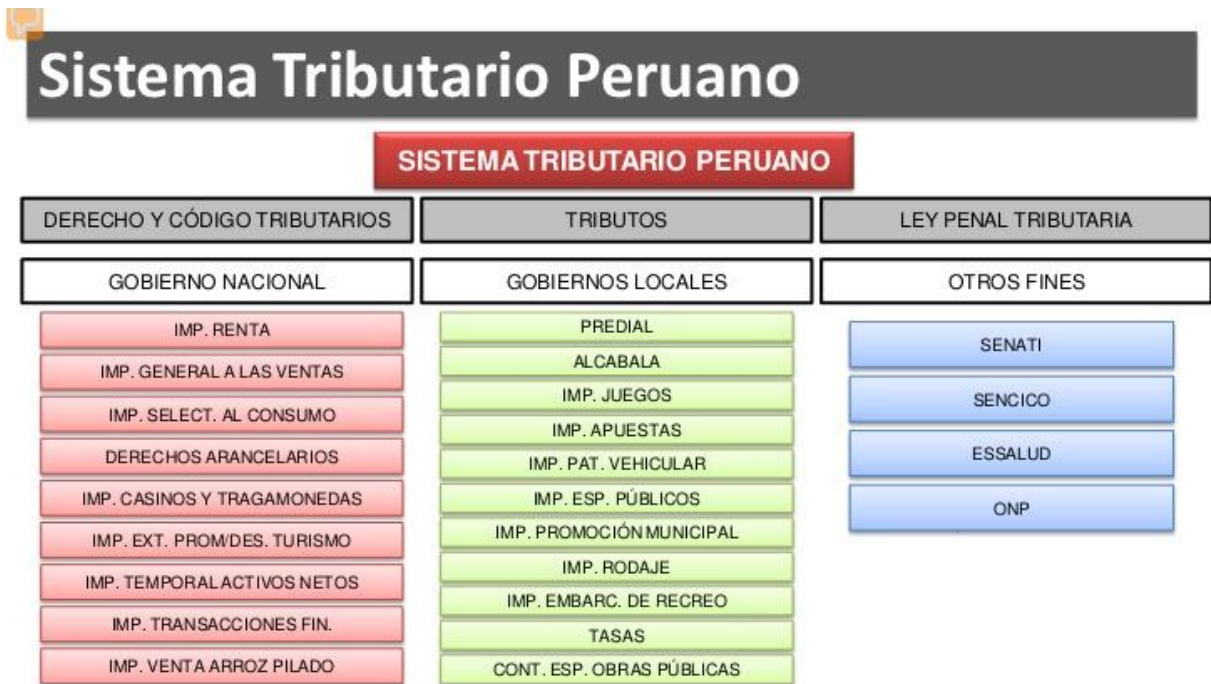 Sistema Tributario Peruano
SISTEMA TRIBUTARIO PERUANO
DERECHO Y CÓDIGO TRIBUTARIOS
TRIBUTOS
LEY PENAL TRIBUTARIA
GOBIERNO NACIONAL
GOBIERNOS LOCALES
OTROS FINES
IMP. RENTA
IMP. GENERAL A LAS VENTAS
IMP. SELECT. AL CONSUMO
DERECHOS ARANCELARIOS
IMP. CASINOS Y TRAGAMONEDAS
IMP. EXT. PROM/DES. TURISMO
IMP. TEMPORAL ACTIVOS NETOS
IMP. TRANSACCIONES FIN.
IMP. VENTA ARROZ PILADO
PREDIAL
ALCABALA
IMP. JUEGOS
IMP. APUESTAS
IMP. PAT. VEHICULAR
IMP. ESP. PÚBLICOS
IMP. PROMOCIÓN MUNICIPAL
IMP. RODAJE
IMP. EMBARC. DE RECREO
TASAS
CONT. ESP. OBRAS PÚBLICAS
SENATI
SENCICO
ESSALUD
ONP